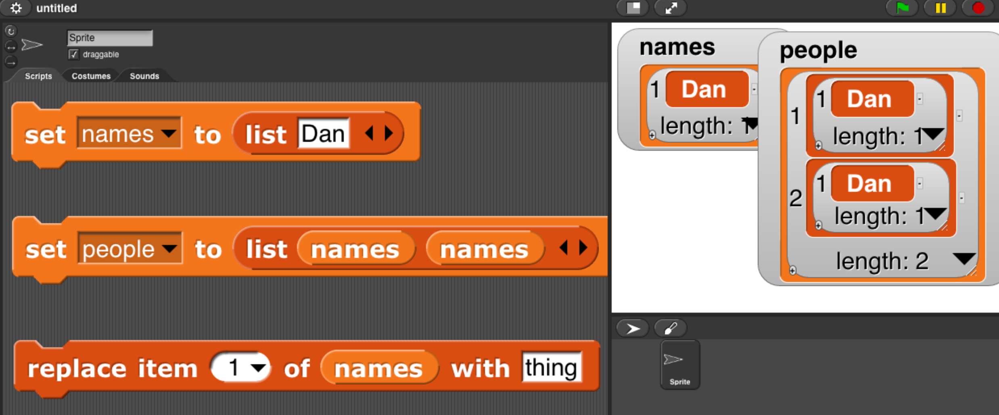 untitled
Sprite
draggable
Scripts Costumes Sounds
set names to list Dan
set people to list names names
replace item 1 of names with thing
names
1 Dan -
length: 1
people
1
1 Dan -
length: 1
-
2
1 Dan -
length: 1
-
length: 2
Sprite